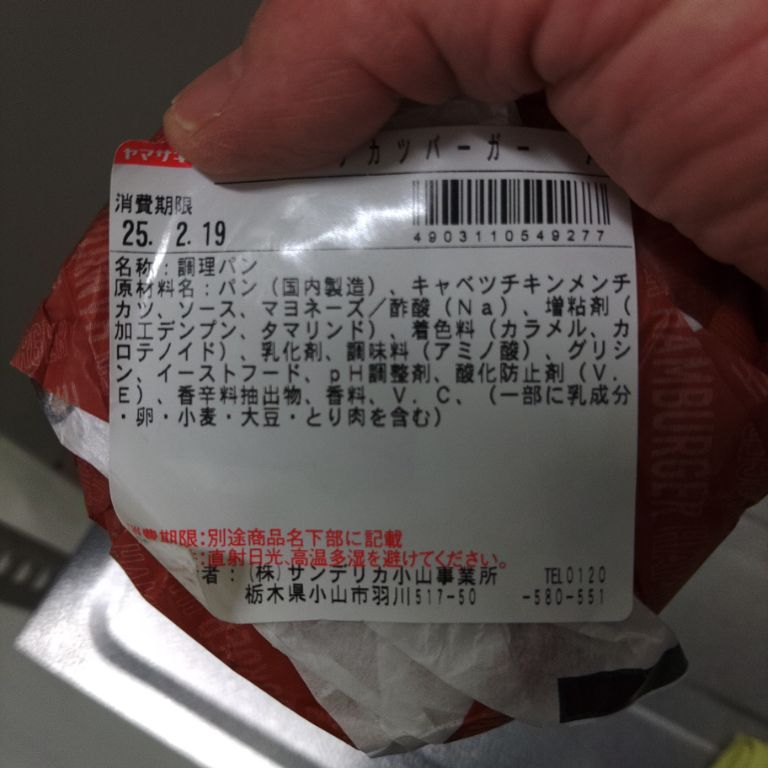 ヤマザキ
カツバーガー
消費期限
25. 2.19
4903110549277
名称:調理パン
原材料名:パン(国内製造)、キャベツチキンメンチ
カツ、ソース、マヨネーズ/酢酸(Na)、増粘剤(
加工デンプン、タマリンド)、着色料(カラメル、カ
ロテノイド)、乳化剤、調味料(アミノ酸)、グリシ
ン、イーストフード、pH調整剤、酸化防止剤(V.
E)、香辛料抽出物、香料、V.C、(一部に乳成分
・卵・小麦・大豆・とり肉を含む)
消費期限:別途商品名下部に記載
:直射日光、高温多湿を避けてください。
者:(株)サンデリカ小山事業所 TEL0120
栃木県小山市羽川517-50 -580-551
HAMBURGER